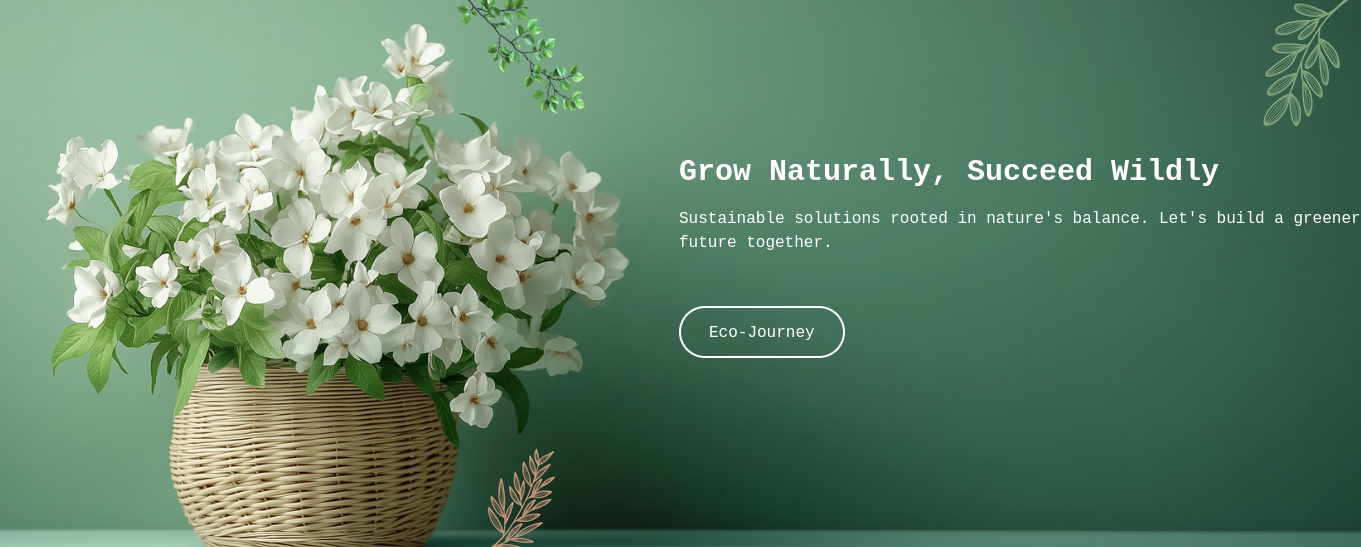 Grow Naturally, Succeed Wildly
Sustainable solutions rooted in nature's balance. Let's build a greener
future together.
Eco-Journey